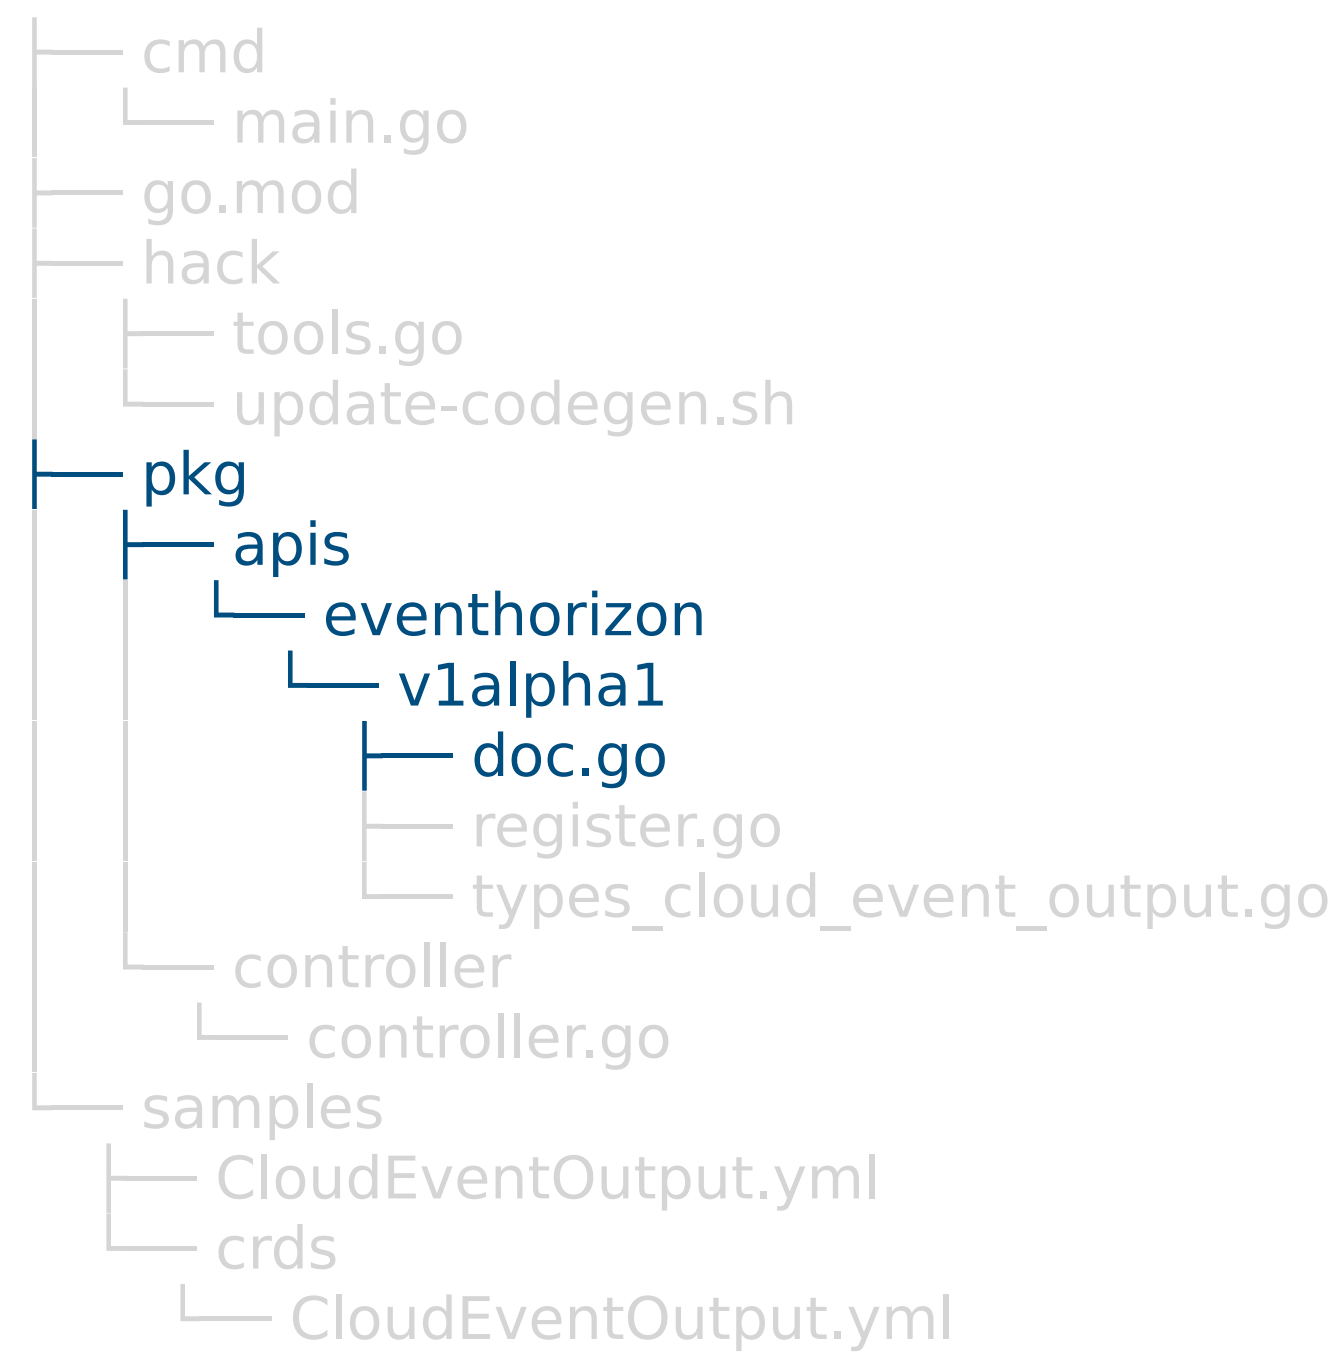 cmd
main.go
go.mod
hack
tools.go
update-codegen.sh
pkg
apis
eventhorizon
v1alpha1
doc.go
register.go
types_cloud_event_output.go
controller
controller.go
samples
CloudEventOutput.yml
crds
CloudEventOutput.yml